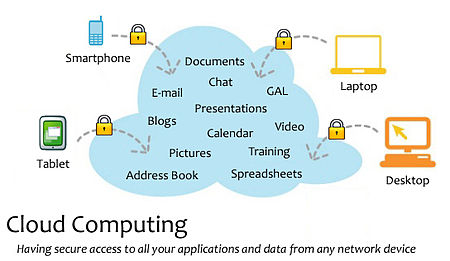 Smartphone
Documents
Chat
E-mail
GAL
Laptop
Presentations
Blogs
Calendar
Video
Tablet
Pictures
Training
Address Book
Spreadsheets
Desktop
Cloud Computing
Having secure access to all your applications and data from any network device